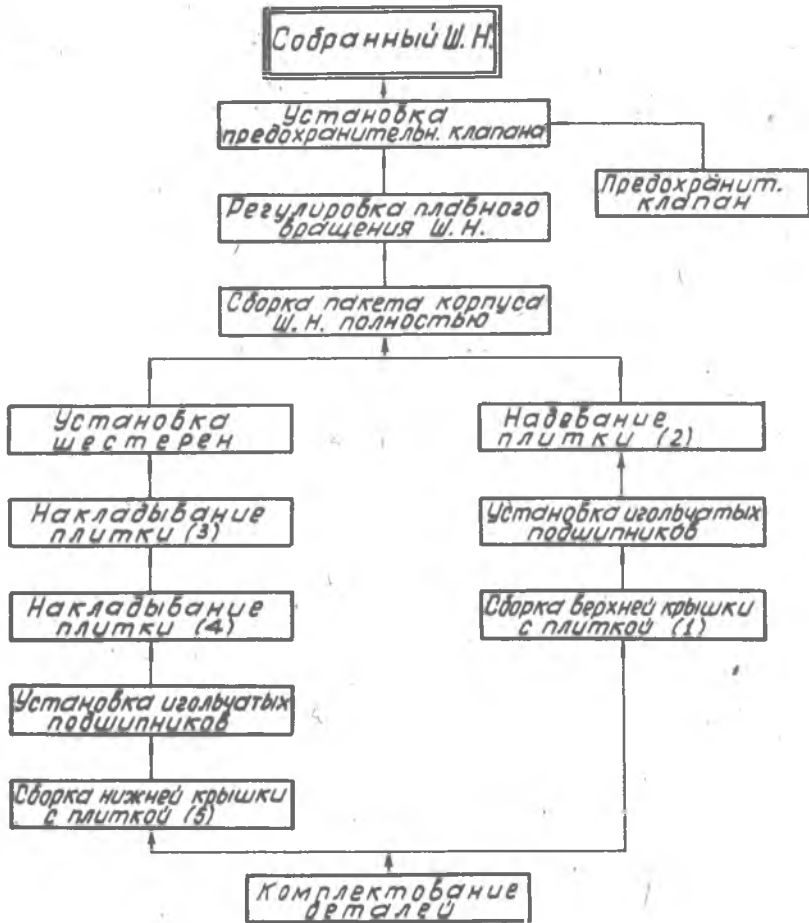 Собранный Ш.Н.
Установка
предохранительн. клапана
Предохранит.
клапан
Регулировка плавного
вращения Ш.Н.
Сборка пакета корпуса
Ш.Н. полностью
Установка
шестерен
Надевание
плитки (2)
Накладывание
плитки (3)
Установка игольчатых
подшипников
Накладывание
плитки (4)
Сборка верхней крышки
с плиткой (1)
Установка игольчатых
подшипников
Сборка нижней крышки
с плиткой (5)
Комплектование
деталей